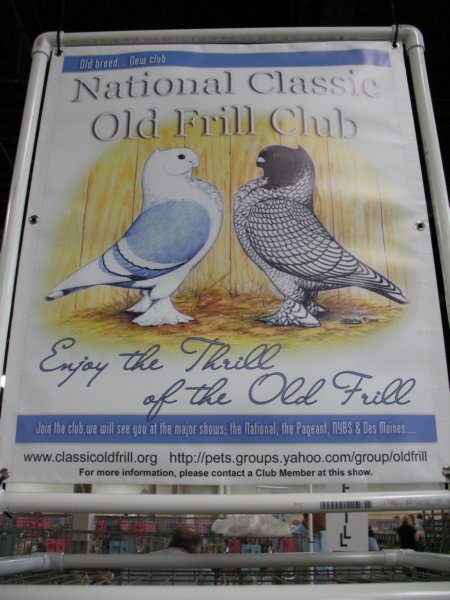 Old breed... New club
National Classic
Old Frill Club
Enjoy the Thrill
of the Old Frill
Join the club,we will see you at the major shows; the National, the Pageant, NYBS & Des Moines....
www.classicoldfrill.org http://pets.groups.yahoo.com/group/oldfrill
For more information, please contact a Club Member at this show.